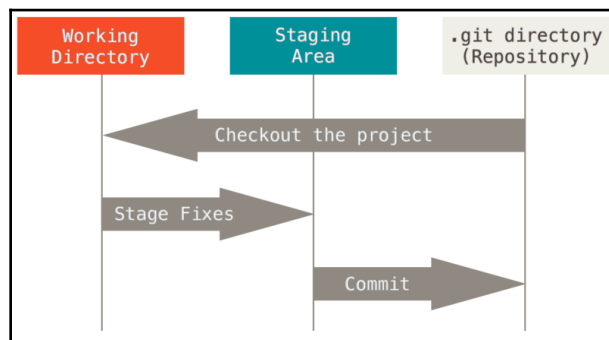 Working
Directory
Staging
Area
.git directory
(Repository)
Checkout the project
Stage Fixes
Commit